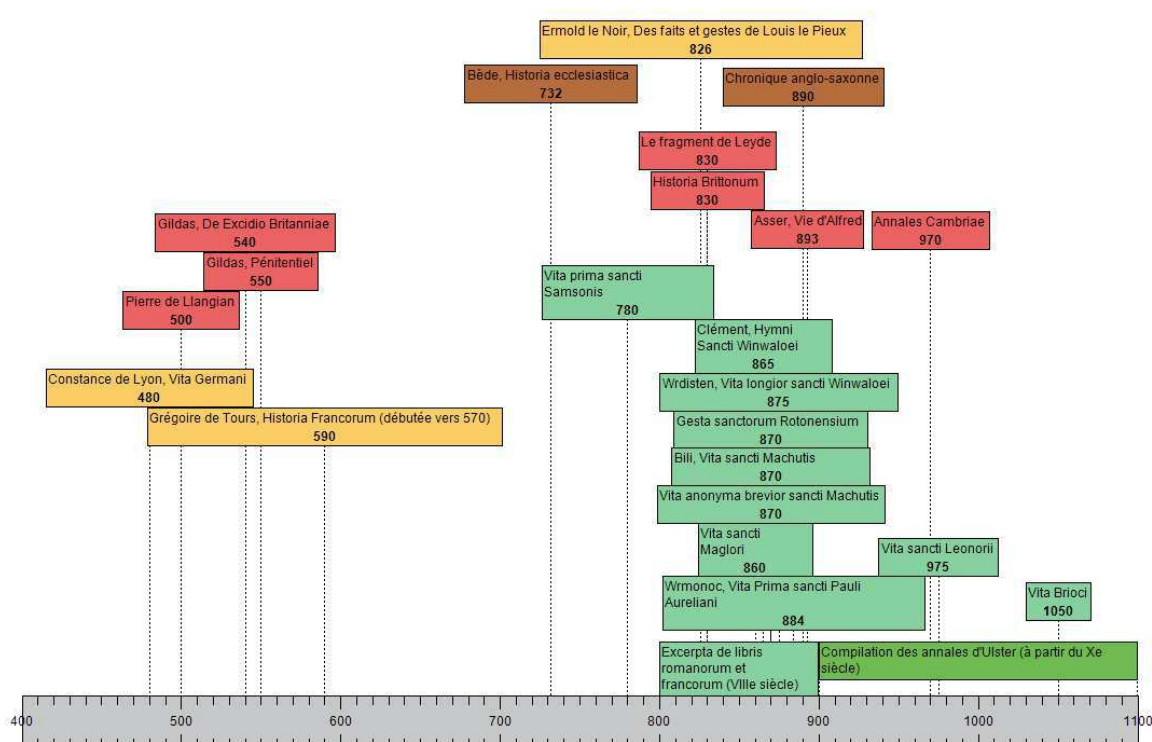 Ermold le Noir, Des faits et gestes de Louis le Pieux
826
Bède, Historia ecclesiastica
732
Chronique anglo-saxonne
890
Le fragment de Leyde
830
Historia Brittonum
830
Asser, Vie d'Alfred
893
Annales Cambriae
970
Gildas, De Excidio Britanniae
540
Gildas, Pénitentiel
550
Pierre de Llangian
500
Vita prima sancti
Samsonis
780
Clément, Hymni
Sancti Winwaloei
865
Constance de Lyon, Vita Germani
480
Wrdisten, Vita longior sancti Winwaloei
875
Grégoire de Tours, Historia Francorum (débutée vers 570)
590
Gesta sanctorum Rotonensium
870
Bili, Vita sancti Machutis
870
Vita anonyma brevior sancti Machutis
870
Vita sancti
Maglori
860
Vita sancti Leonorii
975
Wrmonoc, Vita Prima sancti Pauli
Aureliani
884
Vita Brioci
1050
Excerpta de libris
romanorum et
francorum (VIIIe siècle)
Compilation des annales d'Ulster (à partir du Xe
siècle)
400 500 600 700 800 900 1000 1100